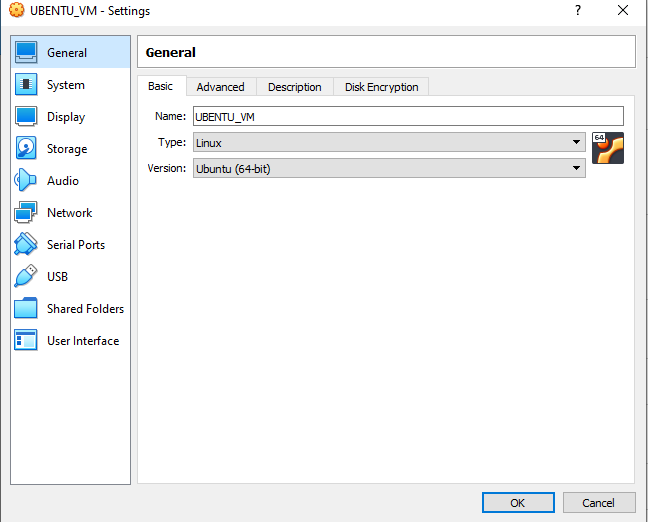 UBENTU_VM - Settings
?
General
System
Display
Storage
Audio
Network
Serial Ports
USB
Shared Folders
User Interface
General
Basic Advanced Description Disk Encryption
Name: UBENTU_VM
Type: Linux
64
Version: Ubuntu (64-bit)
OK Cancel